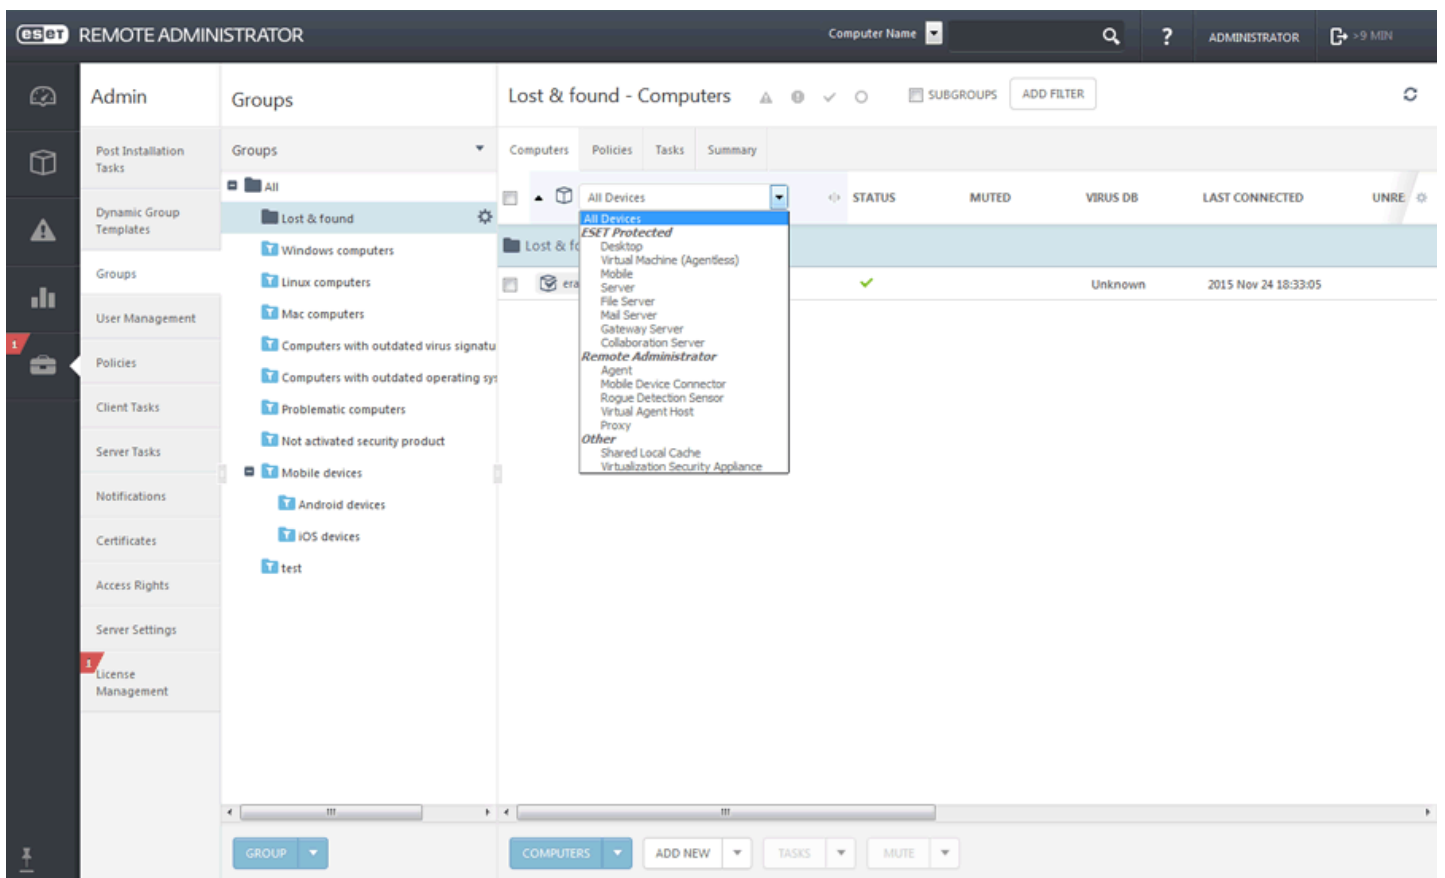 eset REMOTE ADMINISTRATOR
Computer Name
?
ADMINISTRATOR
>9 MIN
Admin
Post Installation
Tasks
Dynamic Group
Templates
Groups
User Management
1
Policies
Client Tasks
Server Tasks
Notifications
Certificates
Access Rights
Server Settings
1
License
Management
Groups
Groups
All
Lost & found
Windows computers
Linux computers
Mac computers
Computers with outdated virus signatu
Computers with outdated operating sys
Problematic computers
Not activated security product
Mobile devices
Android devices
iOS devices
test
GROUP
Lost & found - Computers
SUBGROUPS
ADD FILTER
Computers Policies Tasks Summary
All Devices
STATUS MUTED VIRUS DB LAST CONNECTED UNRE
Lost & fo
era
Unknown 2015 Nov 24 18:33:05
All Devices
ESET Protected
Desktop
Virtual Machine (Agentless)
Mobile
Server
File Server
Mail Server
Gateway Server
Collaboration Server
Remote Administrator
Agent
Mobile Device Connector
Rogue Detection Sensor
Virtual Agent Host
Proxy
Other
Shared Local Cache
Virtualization Security Appliance
COMPUTERS ADD NEW TASKS MUTE